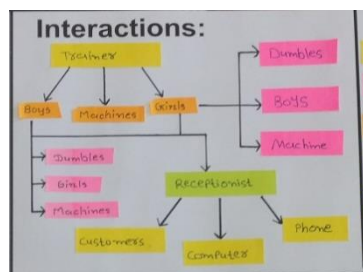 Interactions:
Trainer
Dumbles
Boys
Machines
Girls
BOYS
Machine
Dumbles
Girls
Machines
Receptionist
Customers
Computer
Phone